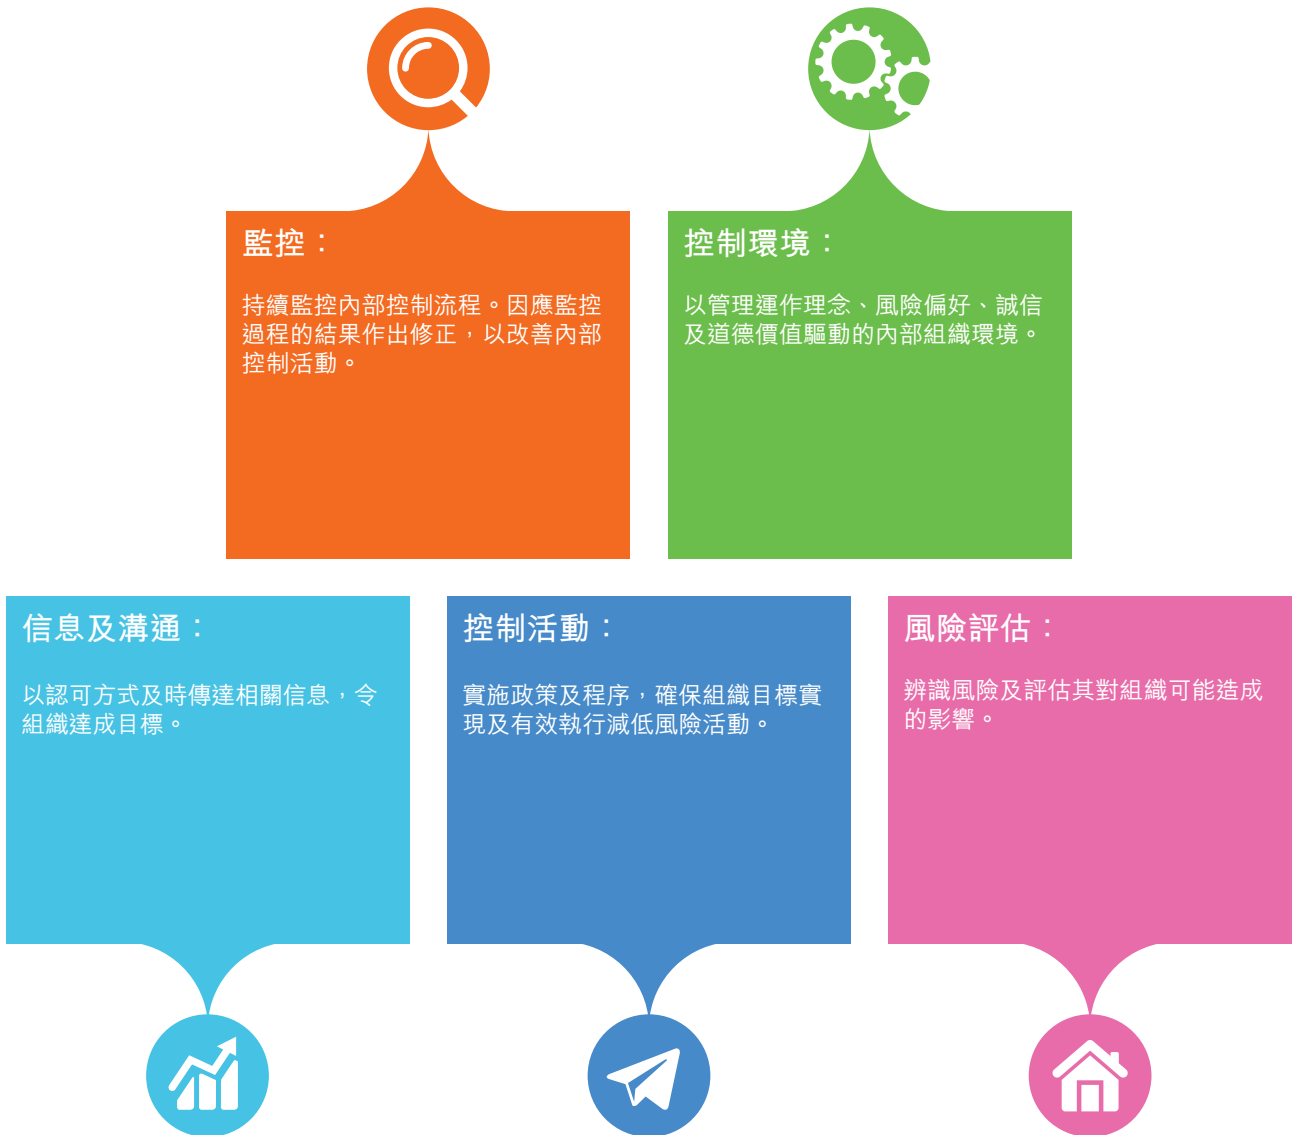 監控：
持續監控內部控制流程。因應監控
過程的結果作出修正，以改善內部
控制活動。
控制環境：
以管理運作理念、風險偏好、誠信
及道德價值驅動的內部組織環境。
信息及溝通：
以認可方式及時傳達相關信息，令
組織達成目標。
控制活動：
實施政策及程序，確保組織目標實
現及有效執行減低風險活動。
風險評估：
辨識風險及評估其對組織可能造成
的影響。